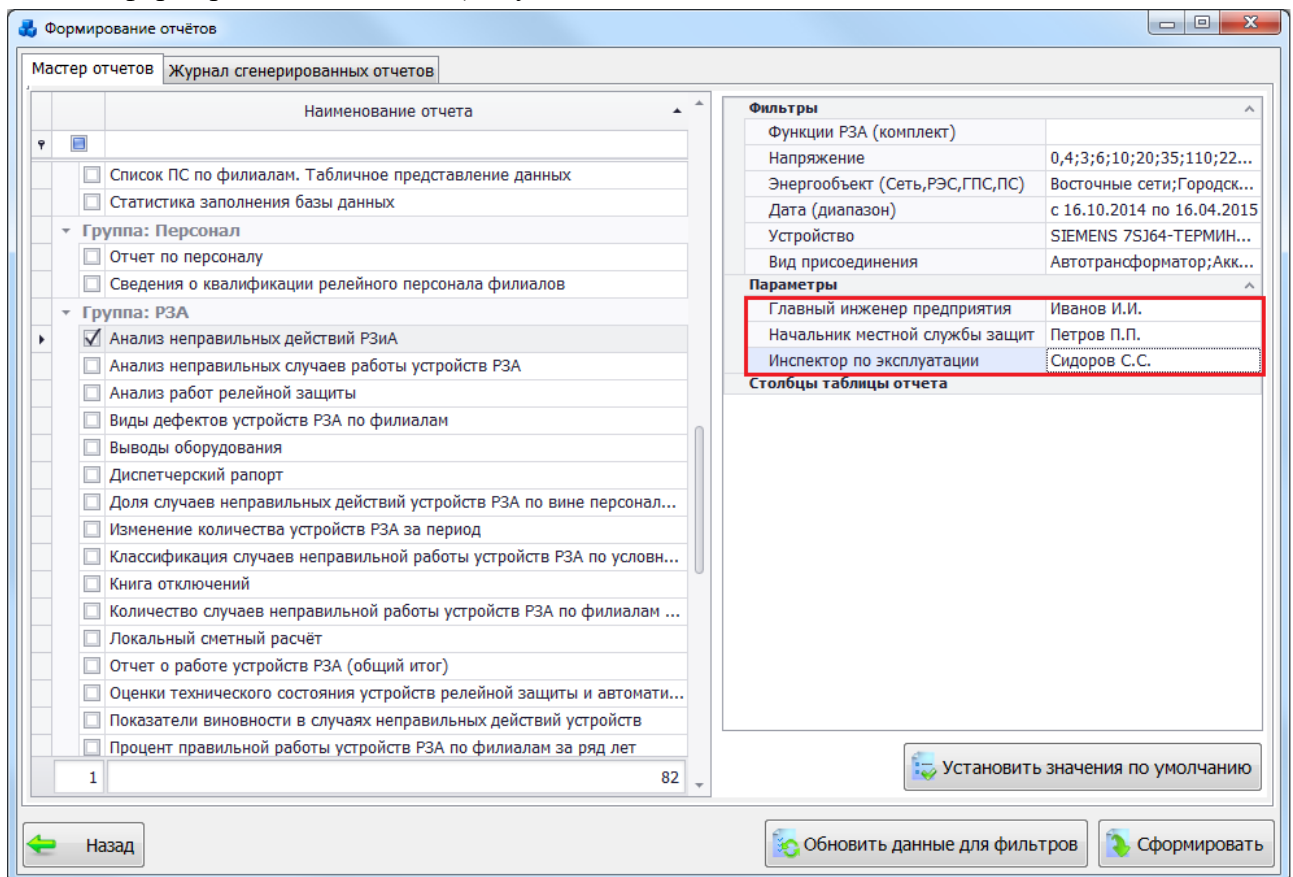 Формирование отчётов
Мастер отчетов Журнал сгенерированных отчетов
Наименование отчета
Список ПС по филиалам. Табличное представление данных
Статистика заполнения базы данных
Группа: Персонал
Отчет по персоналу
Сведения о квалификации релейного персонала филиалов
Группа: РЗА
Анализ неправильных действий РЗиА
Анализ неправильных случаев работы устройств РЗА
Анализ работ релейной защиты
Виды дефектов устройств РЗА по филиалам
Выводы оборудования
Диспетчерский рапорт
Доля случаев неправильных действий устройств РЗА по вине персонал...
Изменение количества устройств РЗА за период
Классификация случаев неправильной работы устройств РЗА по условн...
Книга отключений
Количество случаев неправильной работы устройств РЗА по филиалам ...
Локальный сметный расчёт
Отчет о работе устройств РЗА (общий итог)
Оценки технического состояния устройств релейной защиты и автомати...
Показатели виновности в случаях неправильных действий устройств
Процент правильной работы устройств РЗА по филиалам за ряд лет
1 82
Фильтры
Функции РЗА (комплект)
Напряжение 0,4;3;6;10;20;35;110;22...
Энергообъект (Сеть,РЭС,ГПС,ПС) Восточные сети;Городск...
Дата (диапазон) с 16.10.2014 по 16.04.2015
Устройство SIEMENS 7SJ64-ТЕРМИН...
Вид присоединения Автотрансформатор;Акк...
Параметры
Главный инженер предприятия Иванов И.И.
Начальник местной службы защит Петров П.П.
Инспектор по эксплуатации Сидоров С.С.
Столбцы таблицы отчета
Установить значения по умолчанию
Назад Обновить данные для фильтров Сформировать